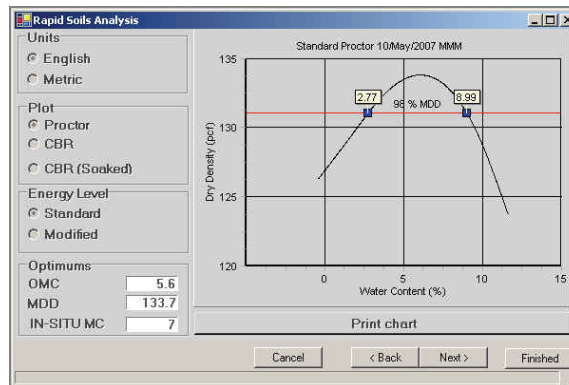 Rapid Soils Analysis
Units
English
Metric
Plot
Proctor
CBR
CBR (Soaked)
Energy Level
Standard
Modified
Optimums
OMC 5.6
MDD 133.7
IN-SITU MC 7
Standard Proctor 10/May/2007 MMM
135
130
125
120
Dry Density (pcf)
2.77
98 % MDD
8.99
0 5 10 15
Water Content (%)
Print chart
Cancel
< Back
Next >
Finished